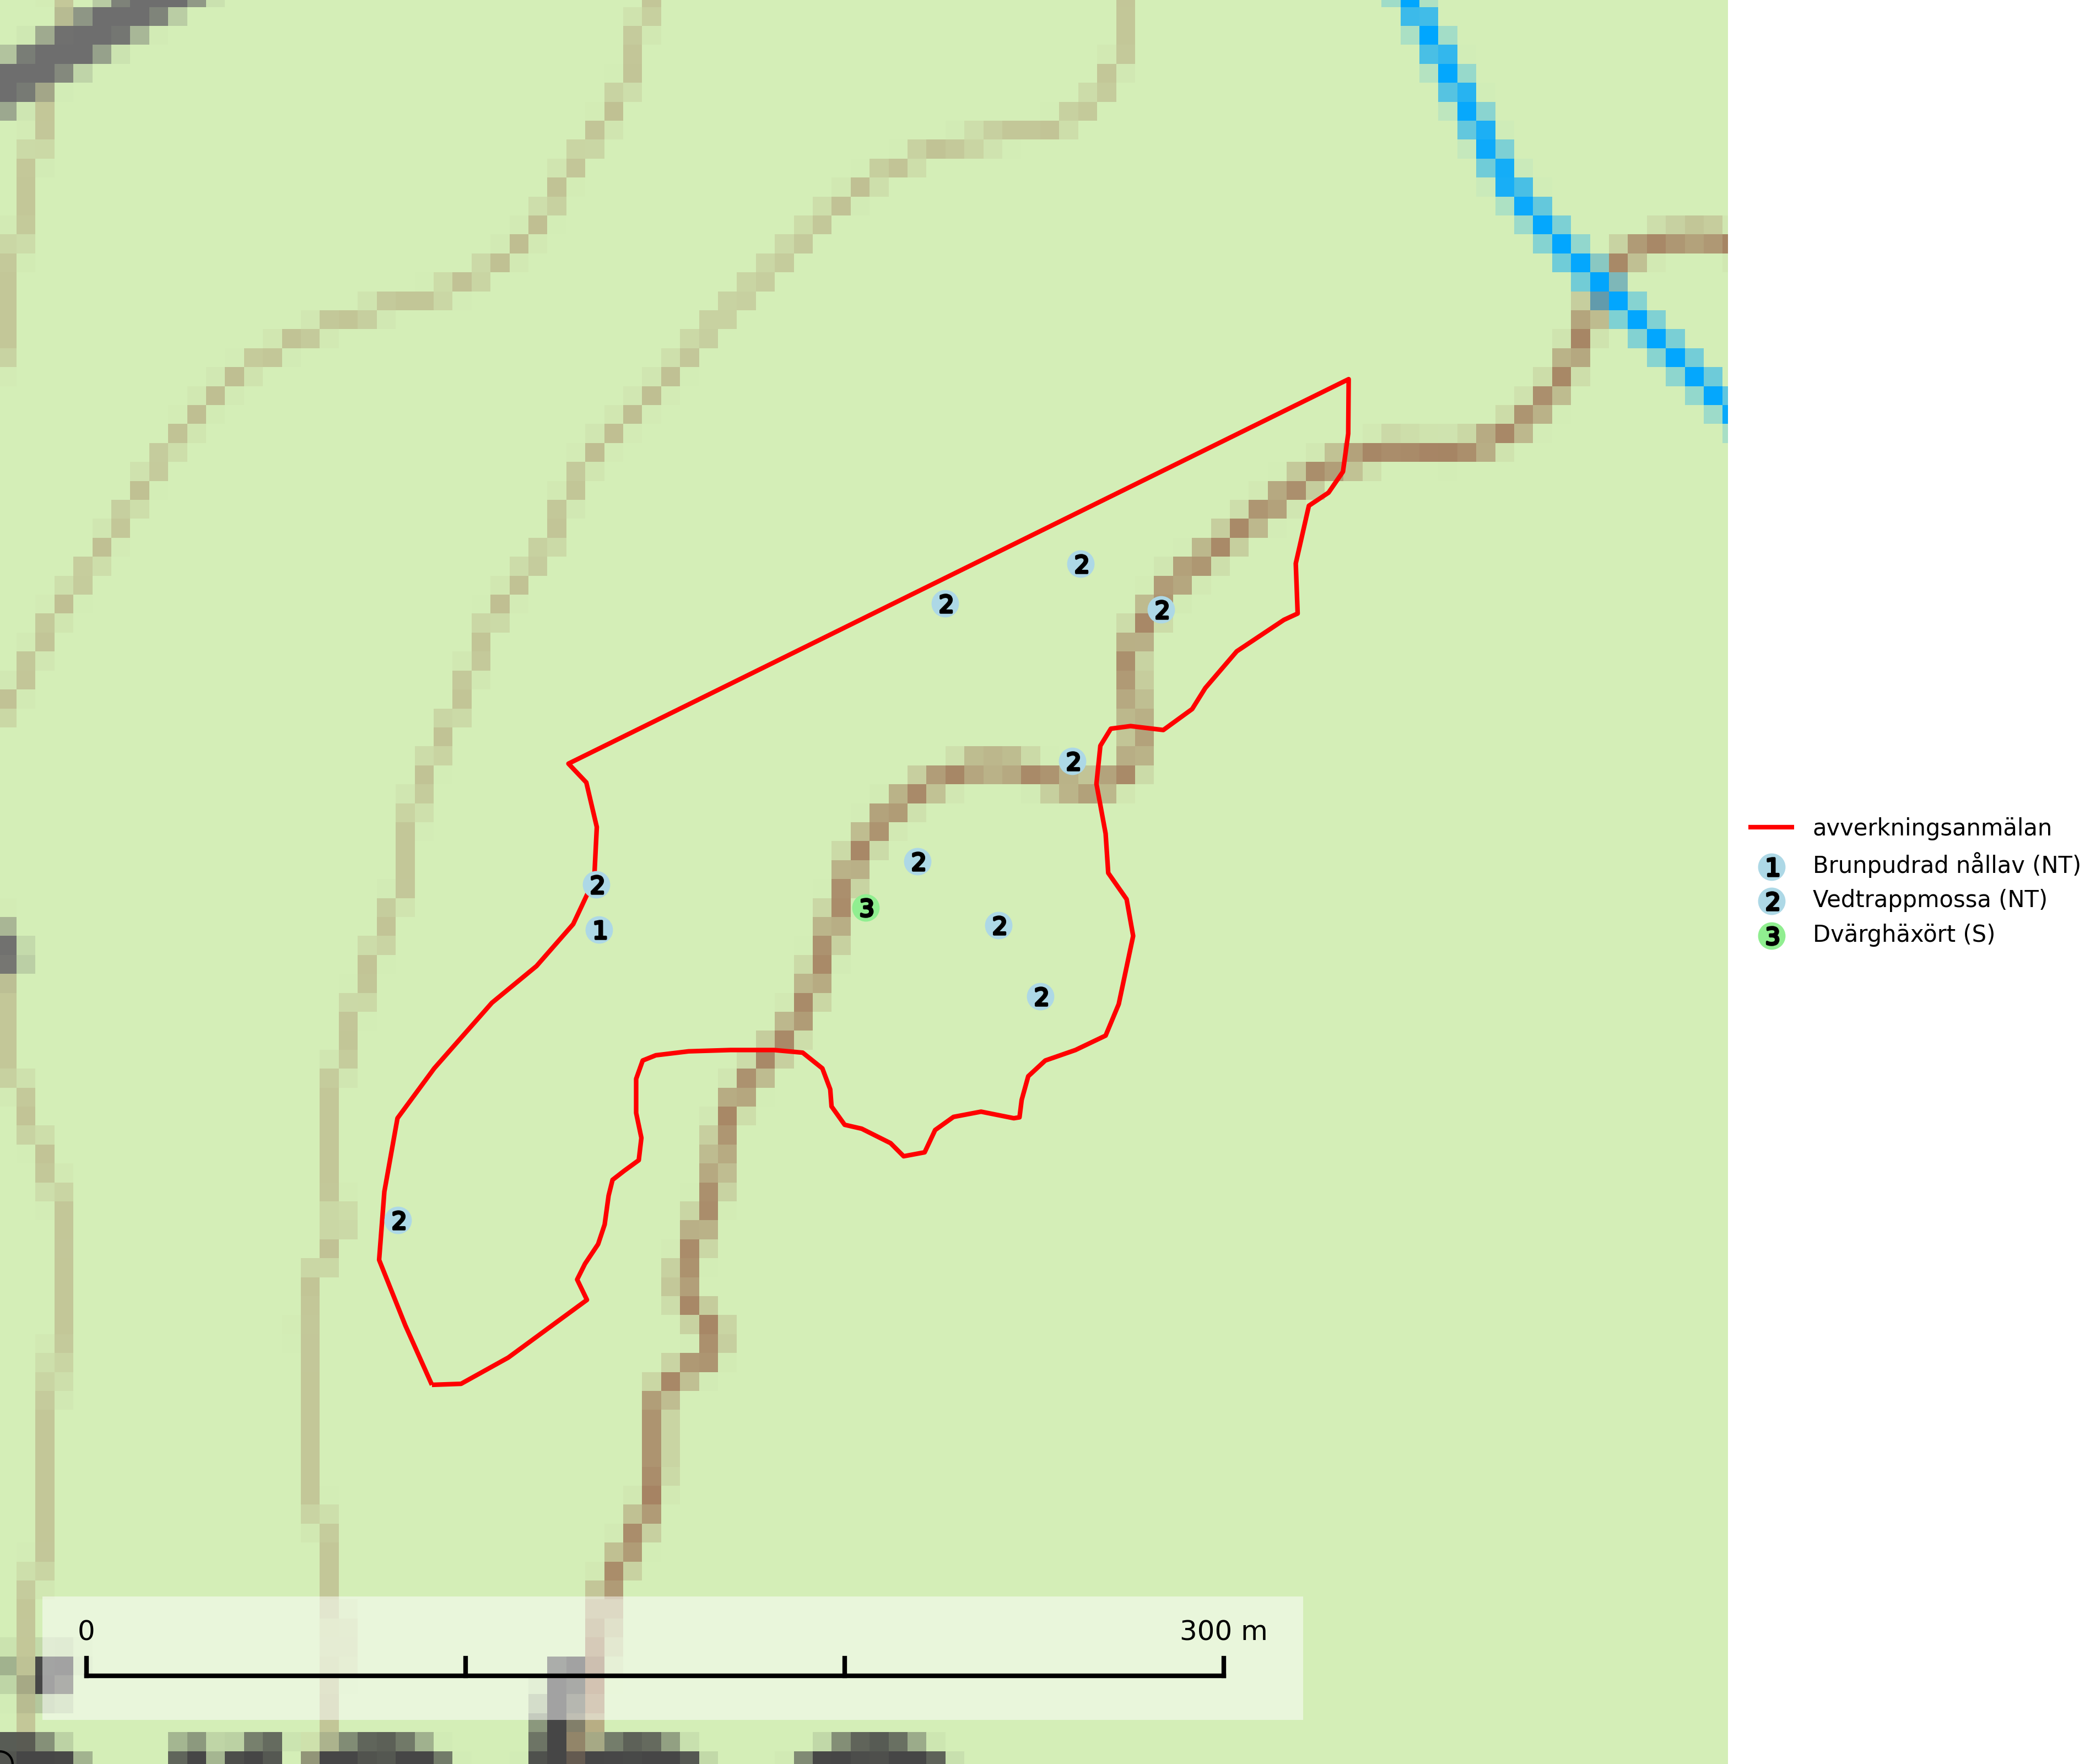 2
2
2
2
2
2
3
2
1
2
2
avverkningsanmälan
1 Brunpudrad nållav (NT)
2 Vedtrappmossa (NT)
3 Dvärghäxört (S)
0 300 m